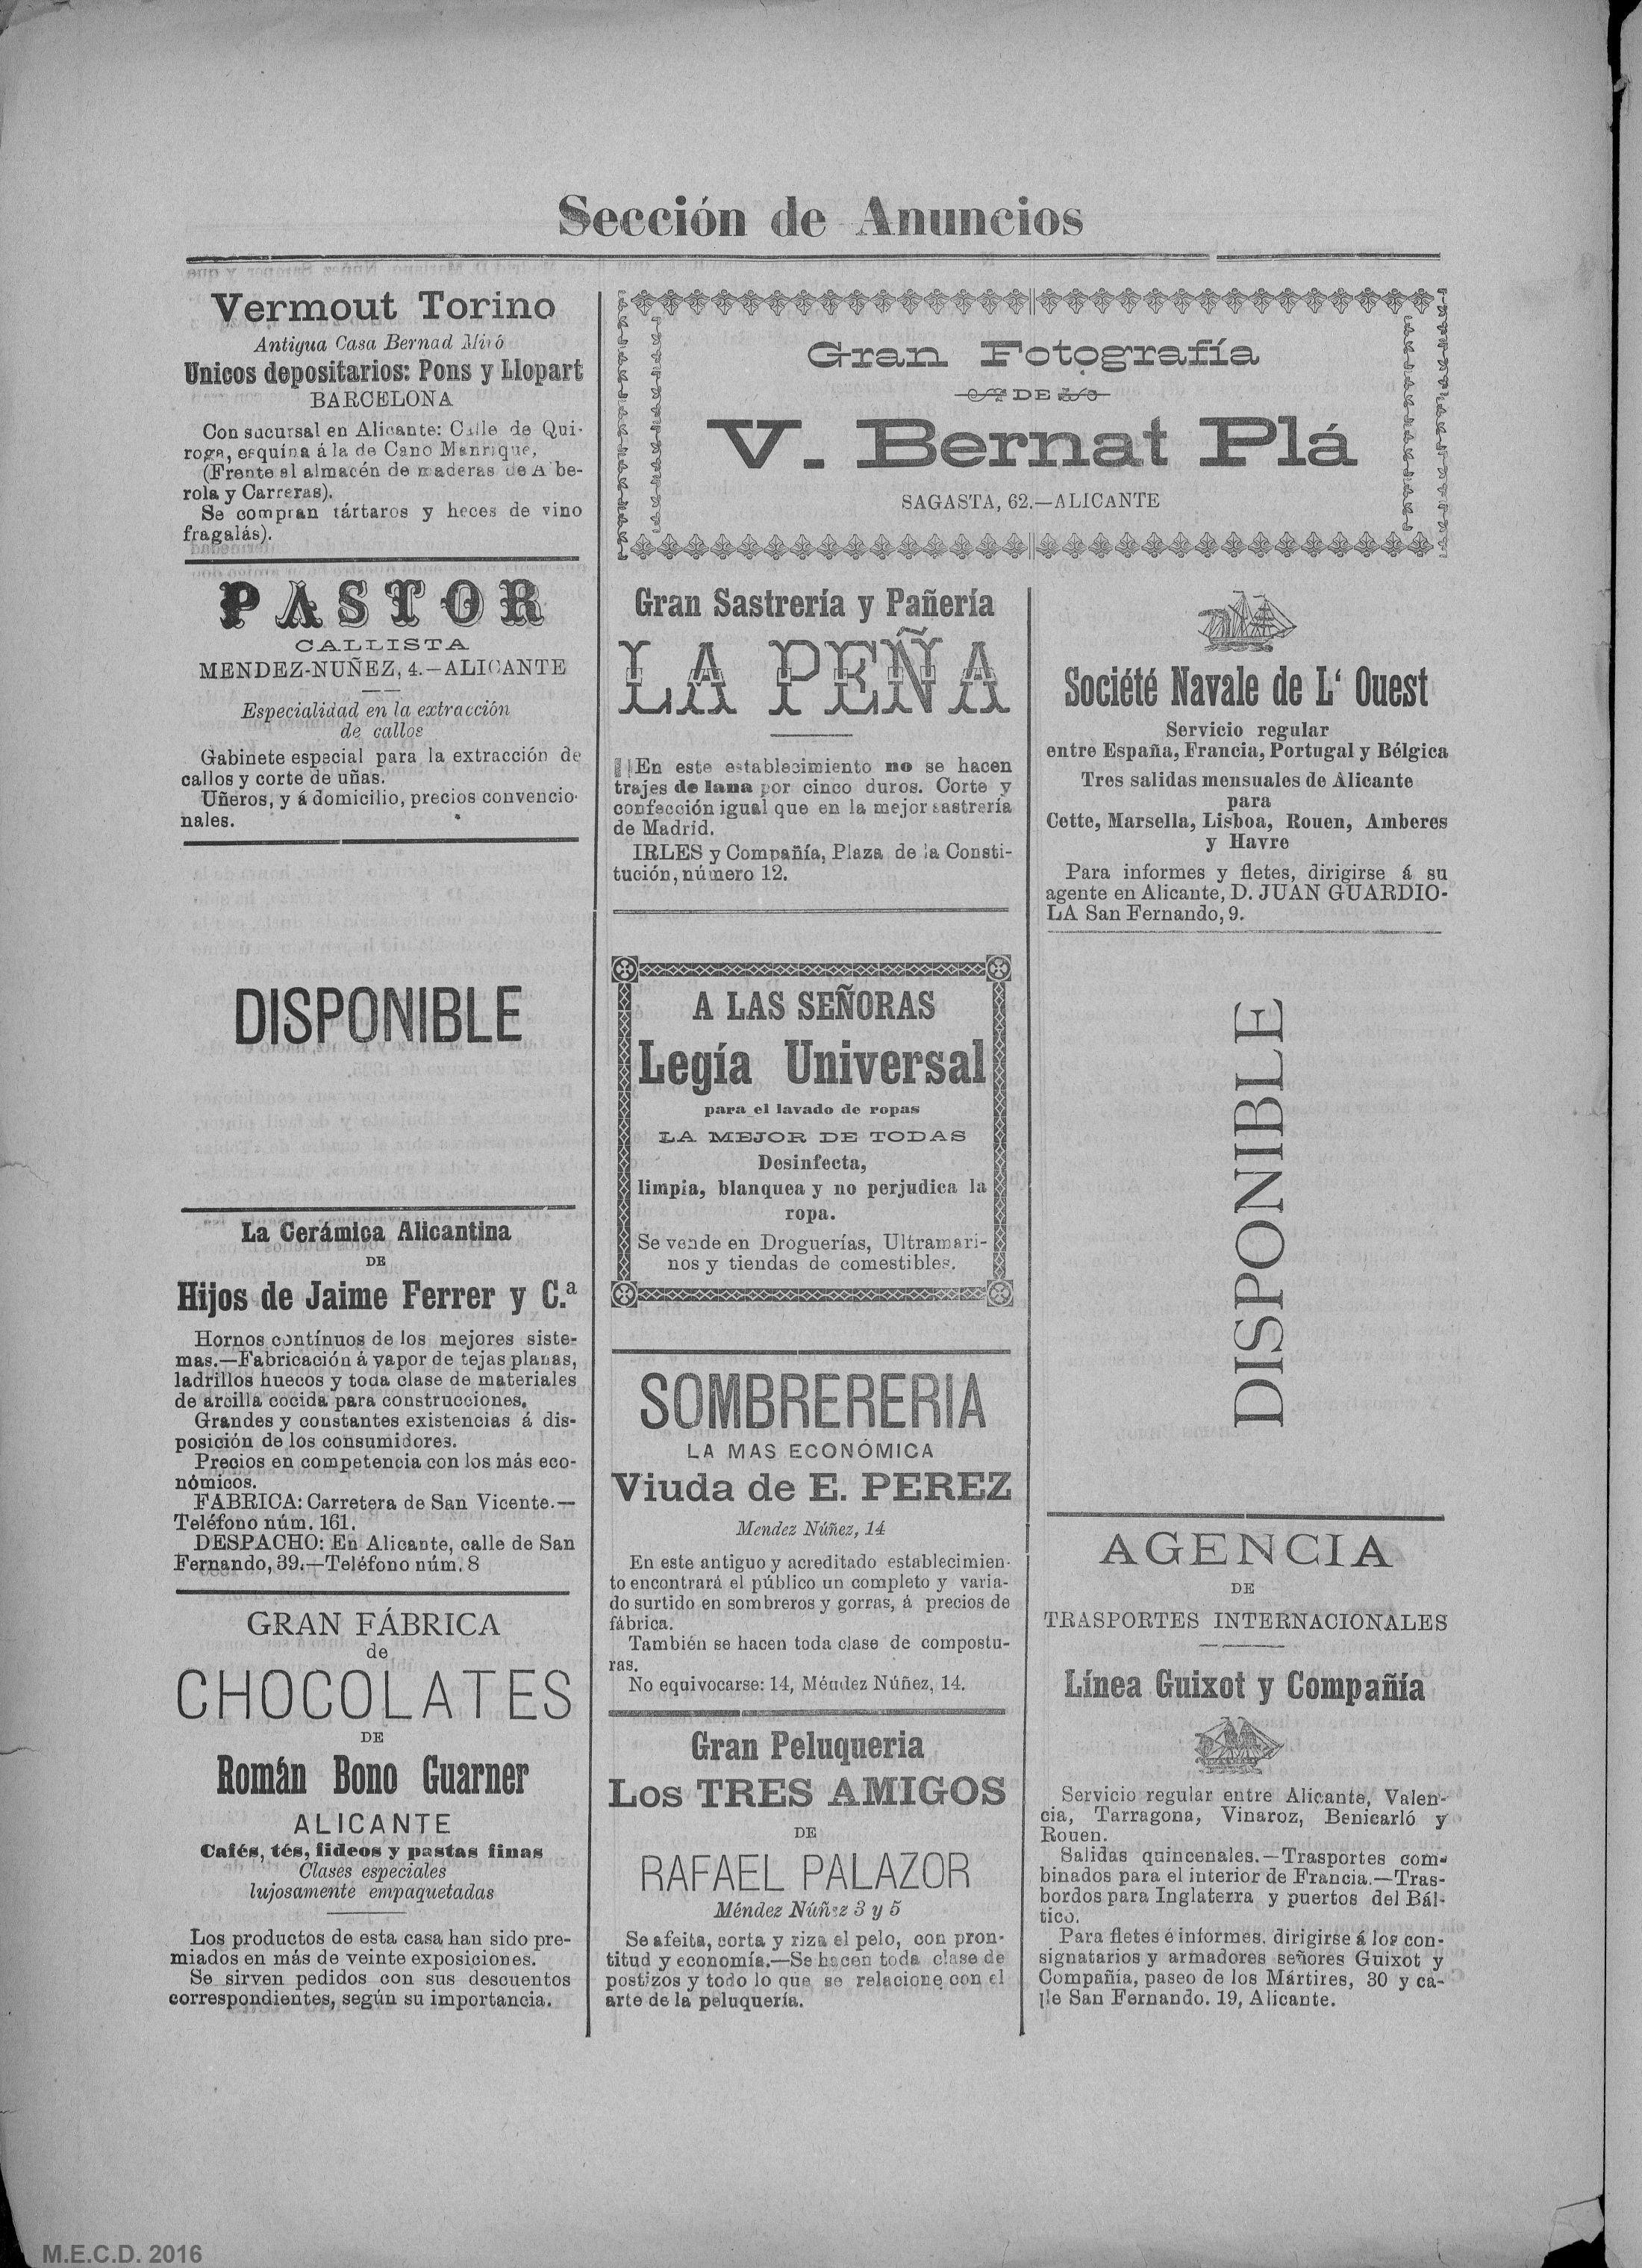 Sección de Anuncios
Vermout Torino
Antigua Casa Bernad Miró
Unicos depositarios: Pons y Llopart
BARCELONA
Con sucursal en Alicante: Calle de Qui-
roga, esquina á la de Cano Manrique,
(Frente al almacén de maderas de A be-
rola y Carreras).
Se compran tártaros y heces de vino
fragalás).
PASTOR
CALLISTA
MENDEZ-NUÑEZ, 4.—ALICANTE
Especialidad en la extracción
de callos
Gabinete especial para la extracción de
callos y corte de uñas.
Uñeros, y á domicilio, precios convencio-
nales.
DISPONIBLE
La Cerámica Alicantina
DE
Hijos de Jaime Ferrer y C.ª
Hornos contínuos de los mejores siste-
mas.—Fabricación á vapor de tejas planas,
ladrillos huecos y toda clase de materiales
de arcilla cocida para construcciones.
Grandes y constantes existencias á dis-
posición de los consumidores.
Precios en competencia con los más eco-
nómicos.
FABRICA: Carretera de San Vicente.—
Teléfono núm. 161.
DESPACHO: En Alicante, calle de San
Fernando, 39.—Teléfono núm. 8
GRAN FÁBRICA
de
CHOCOLATES
DE
Román Bono Guarner
ALICANTE
Cafés, tés, fideos y pastas finas
Clases especiales
lujosamente empaquetadas
Los productos de esta casa han sido pre-
miados en más de veinte exposiciones.
Se sirven pedidos con sus descuentos
correspondientes, según su importancia.
Gran Fotografía
DE
V. Bernat Plá
SAGASTA, 62.—ALICANTE
Gran Sastrería y Pañería
LA PEÑA
En este establecimiento no se hacen
trajes de lana por cinco duros. Corte y
confección igual que en la mejor sastrería
de Madrid.
IRLES y Compañía, Plaza de la Consti-
tución, número 12.
A LAS SEÑORAS
Legía Universal
para el lavado de ropas
LA MEJOR DE TODAS
Desinfecta,
limpia, blanquea y no perjudica la
ropa.
Se vende en Droguerías, Ultramari-
nos y tiendas de comestibles.
SOMBRERERIA
LA MAS ECONÓMICA
Viuda de E. PEREZ
Mendez Núñez, 14
En este antiguo y acreditado establecimien-
to encontrará el público un completo y varia-
do surtido en sombreros y gorras, á precios de
fábrica.
También se hacen toda clase de compostu-
ras.
No equivocarse: 14, Méndez Núñez, 14.
Gran Peluqueria
Los TRES AMIGOS
DE
RAFAEL PALAZOR
Méndez Núñez 3 y 5
Se afeita, corta y riza el pelo, con pron-
titud y economía.—Se hacen toda clase de
postizos y todo lo que se relacione con el
arte de la peluquería.
Société Navale de L‘ Ouest
Servicio regular
entre España, Francia, Portugal y Bélgica
Tres salidas mensuales de Alicante
para
Cette, Marsella, Lisboa, Rouen, Amberes
y Havre
Para informes y fletes, dirigirse á su
agente en Alicante, D. JUAN GUARDIO-
LA San Fernando, 9.
DISPONIBLE
AGENCIA
DE
TRASPORTES INTERNACIONALES
Línea Guixot y Compañía
Servicio regular entre Alicante, Valen-
cia, Tarragona, Vinaroz, Benicarló y
Rouen.
Salidas quincenales.—Trasportes com-
binados para el interior de Francia.—Tras-
bordos para Inglaterra y puertos del Bál-
tico.
Para fletes é informes, dirigirse á los con-
signatarios y armadores señores Guixot y
Compañia, paseo de los Mártires, 30 y ca-
lle San Fernando. 19, Alicante.
M.E.C.D. 2016